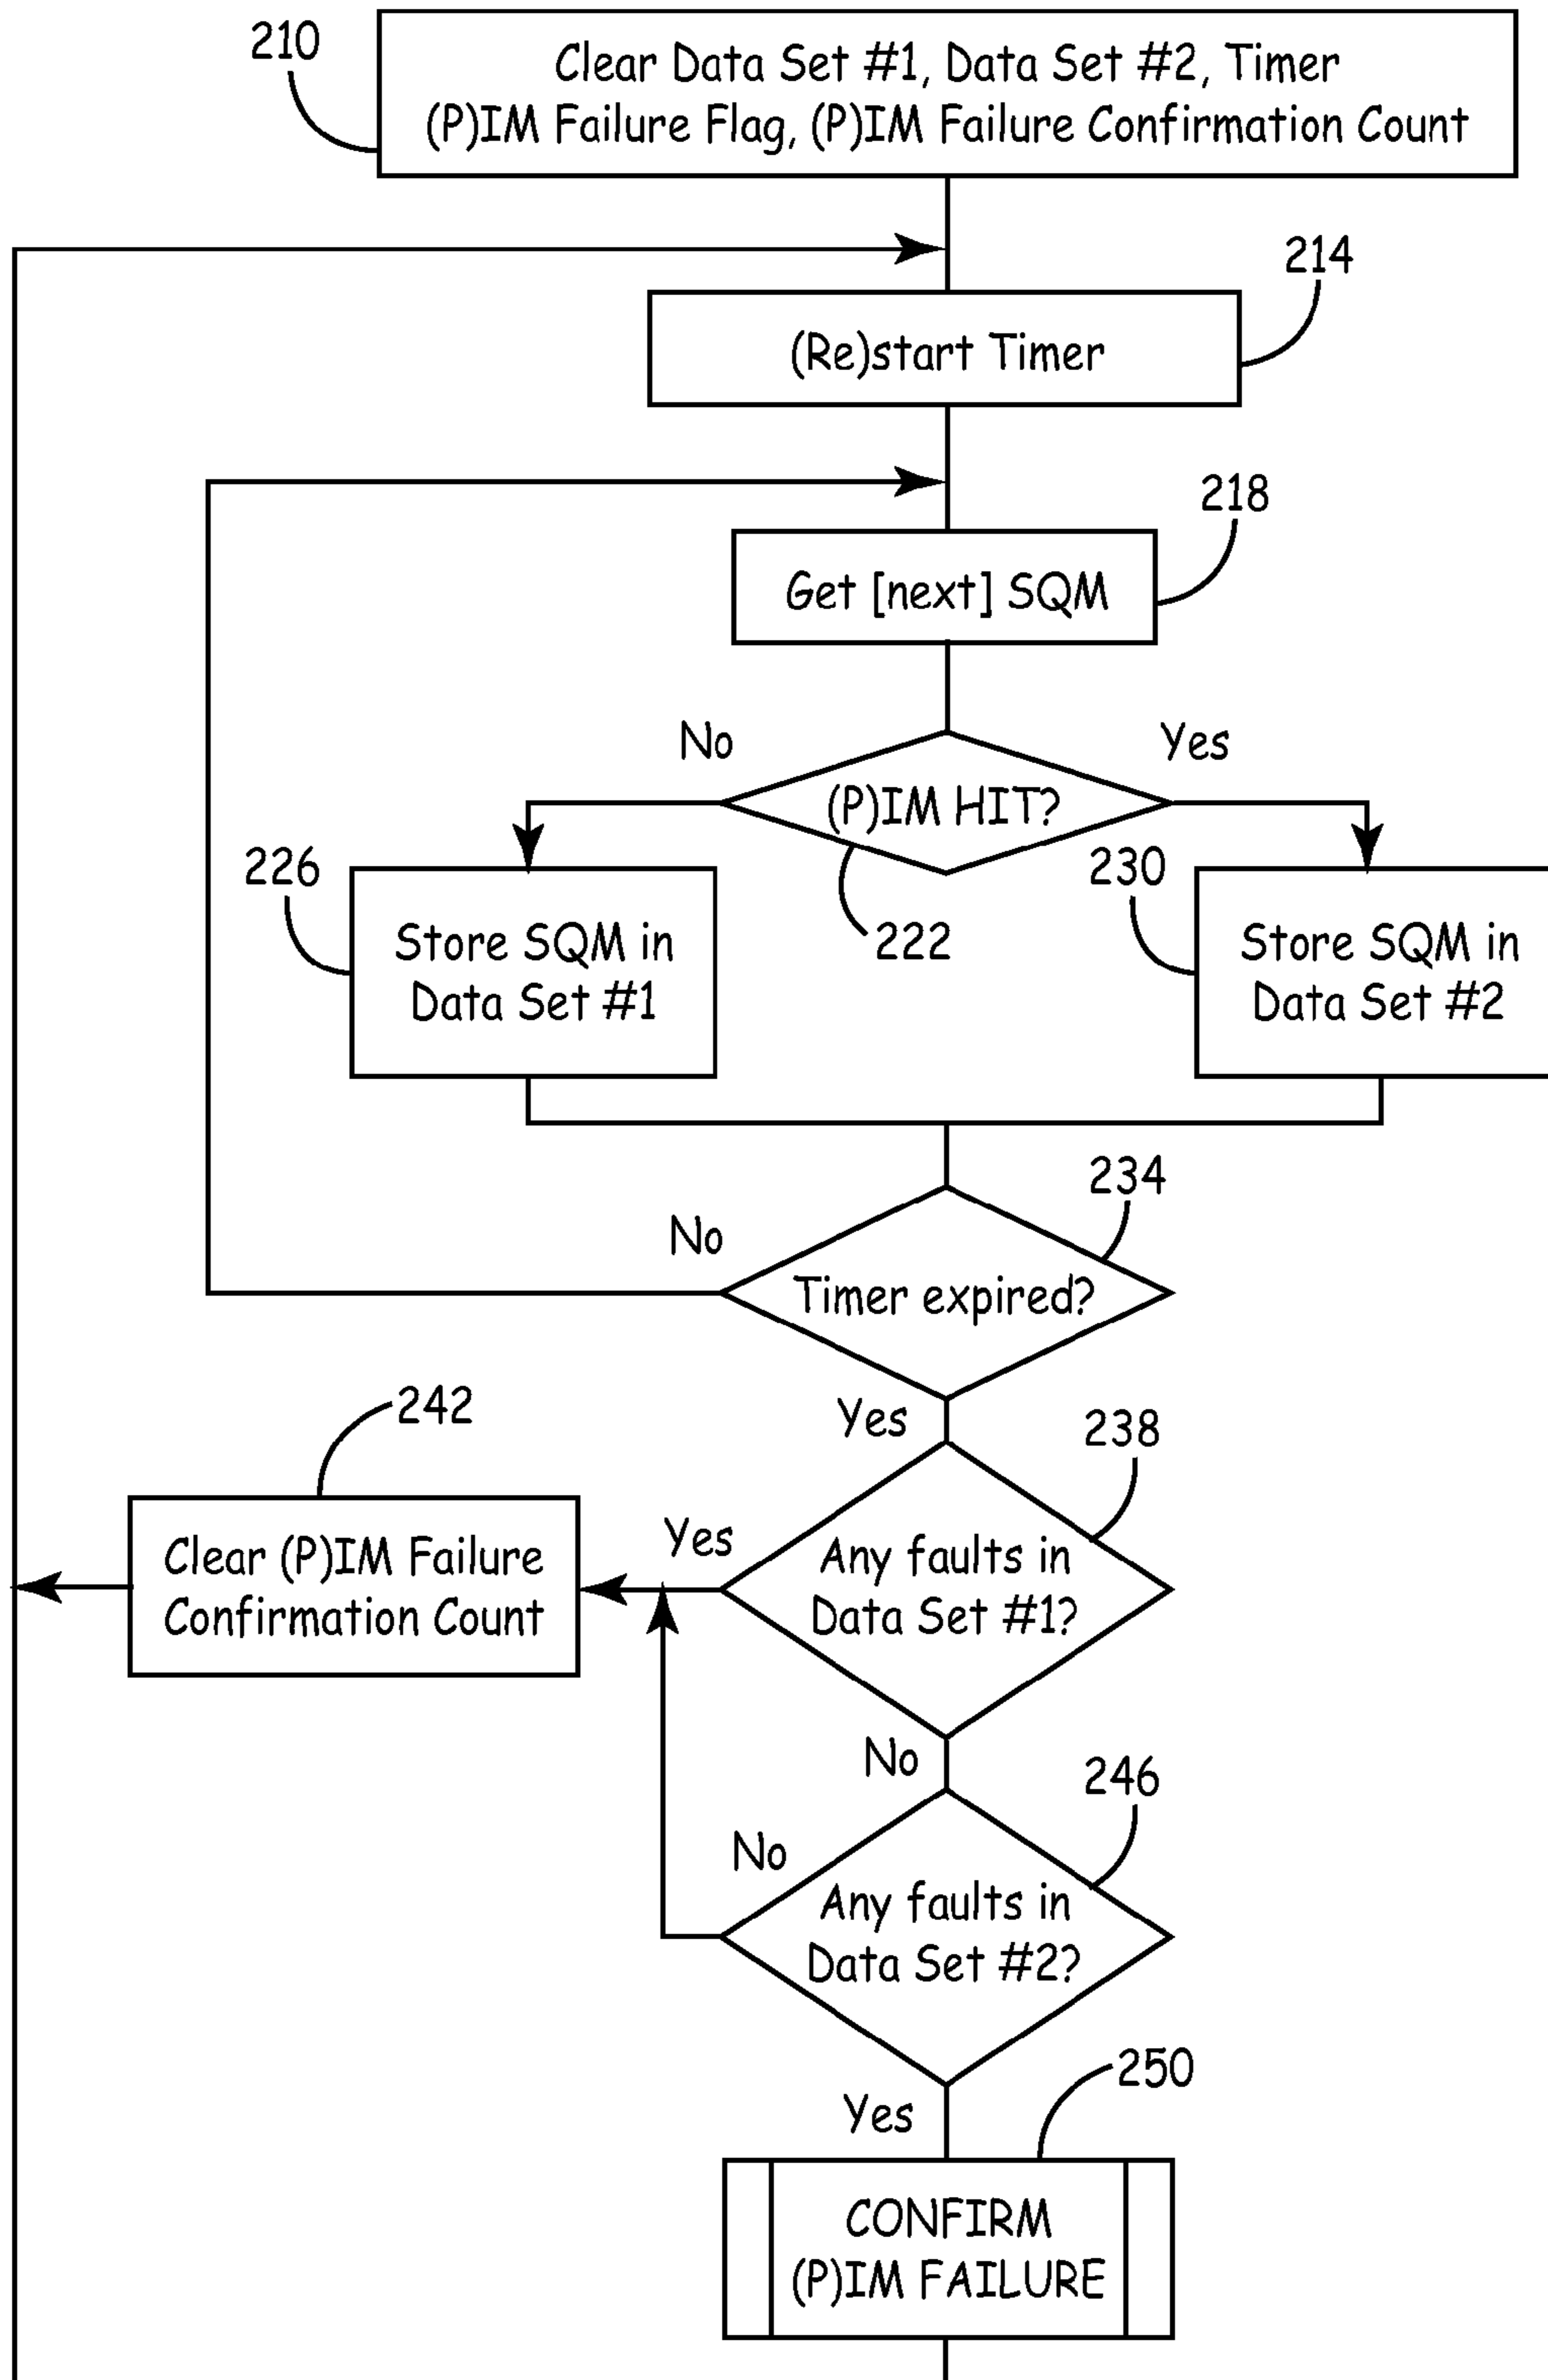 210
Clear Data Set #1, Data Set #2, Timer
(P)IM Failure Flag, (P)IM Failure Confirmation Count
214
(Re)start Timer
218
Get [next] SQM
No
Yes
(P)IM HIT?
222
226
Store SQM in
Data Set #1
230
Store SQM in
Data Set #2
234
No
Timer expired?
Yes
242
Clear (P)IM Failure
Confirmation Count
238
Yes
Any faults in
Data Set #1?
No
246
No
Any faults in
Data Set #2?
Yes
250
CONFIRM
(P)IM FAILURE